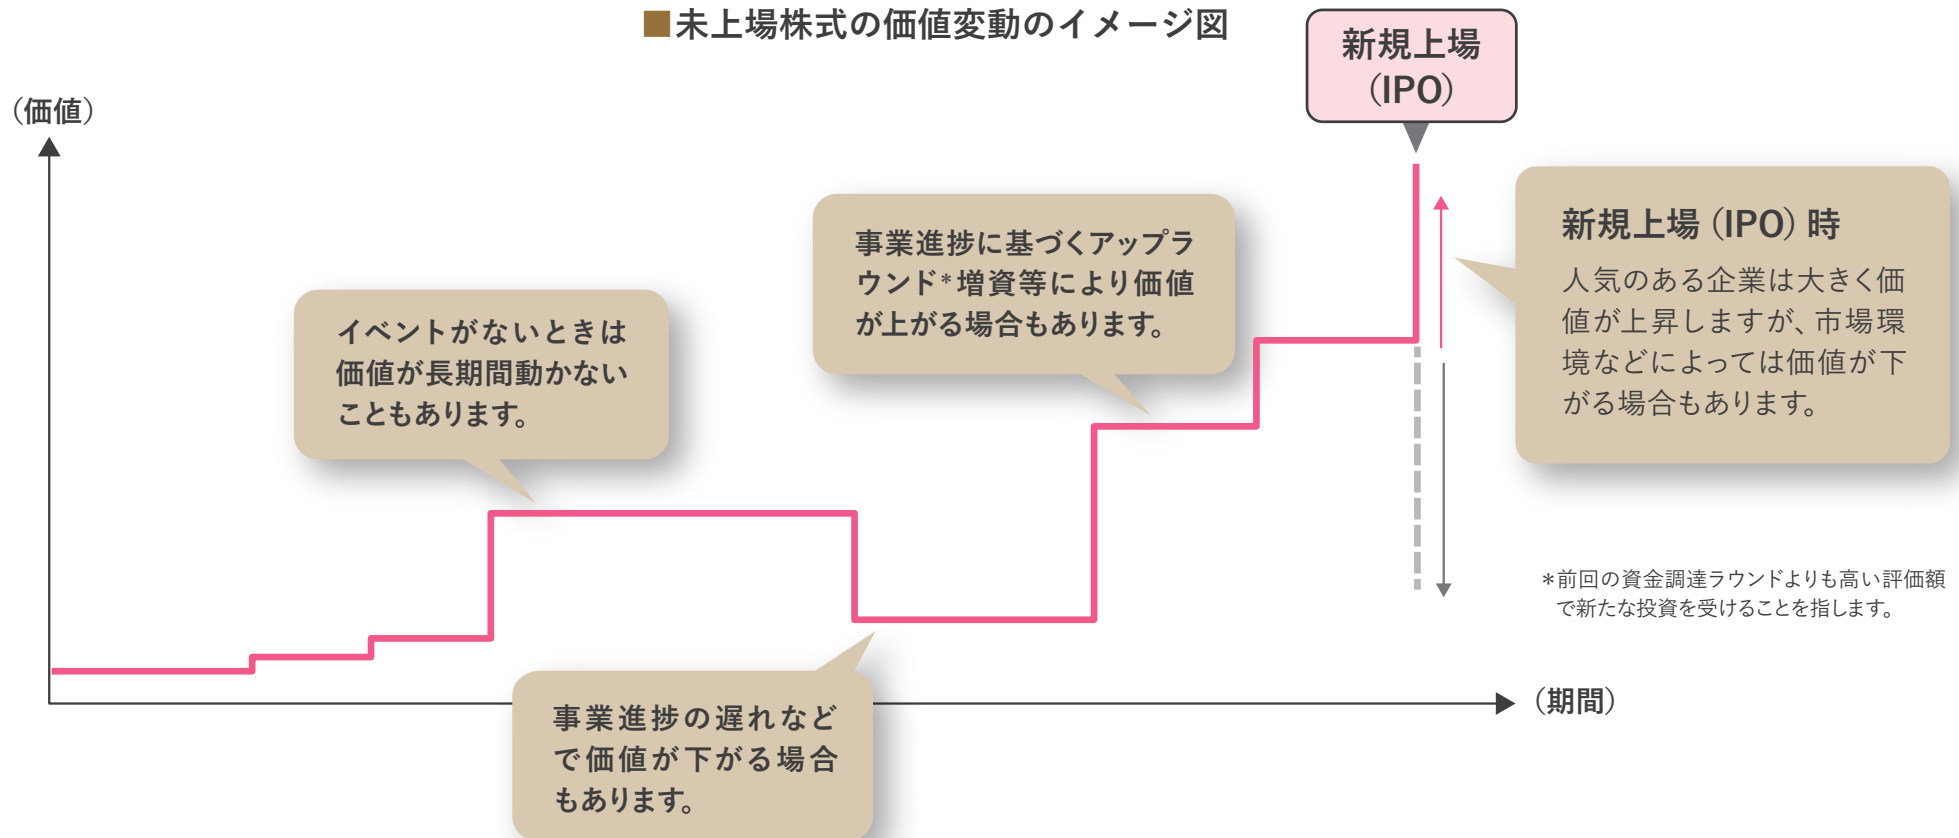 ■未上場株式の価値変動のイメージ図
新規上場
(IPO)
(価値)
新規上場 (IPO) 時
人気のある企業は大きく価
値が上昇しますが、市場環
境などによっては価値が下
がる場合もあります。
事業進捗に基づくアップラ
ウンド*増資等により価値
が上がる場合もあります。
イベントがないときは
価値が長期間動かない
こともあります。
*前回の資金調達ラウンドよりも高い評価額
で新たな投資を受けることを指します。
(期間)
事業進捗の遅れなど
で価値が下がる場合
もあります。